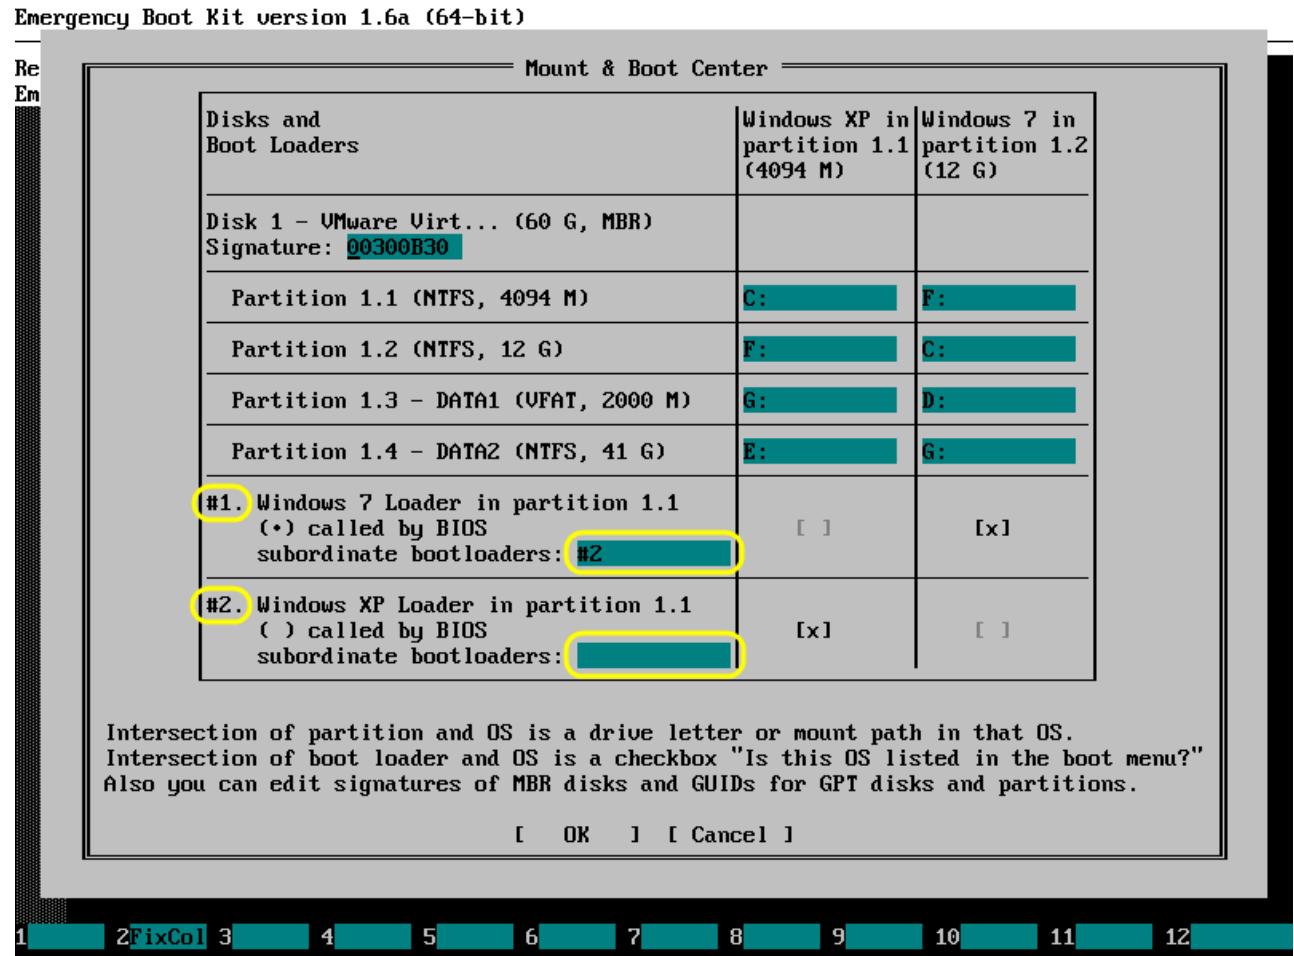 Emergency Boot Kit version 1.6a (64-bit)
Re
Em
Mount & Boot Center
Disks and
Boot Loaders
Windows XP in
partition 1.1
(4094 M)
Windows 7 in
partition 1.2
(12 G)
Disk 1 - VMware Virt... (60 G, MBR)
Signature: 00300B30
Partition 1.1 (NTFS, 4094 M) C: F:
Partition 1.2 (NTFS, 12 G) F: C:
Partition 1.3 - DATA1 (VFAT, 2000 M) G: D:
Partition 1.4 - DATA2 (NTFS, 41 G) E: G:
#1. Windows 7 Loader in partition 1.1
(•) called by BIOS [ ] [x]
subordinate bootloaders: #2
#2. Windows XP Loader in partition 1.1
( ) called by BIOS [x] [ ]
subordinate bootloaders:
Intersection of partition and OS is a drive letter or mount path in that OS.
Intersection of boot loader and OS is a checkbox "Is this OS listed in the boot menu?"
Also you can edit signatures of MBR disks and GUIDs for GPT disks and partitions.
[ OK ] [ Cancel ]
1 2FixCol 3 4 5 6 7 8 9 10 11 12